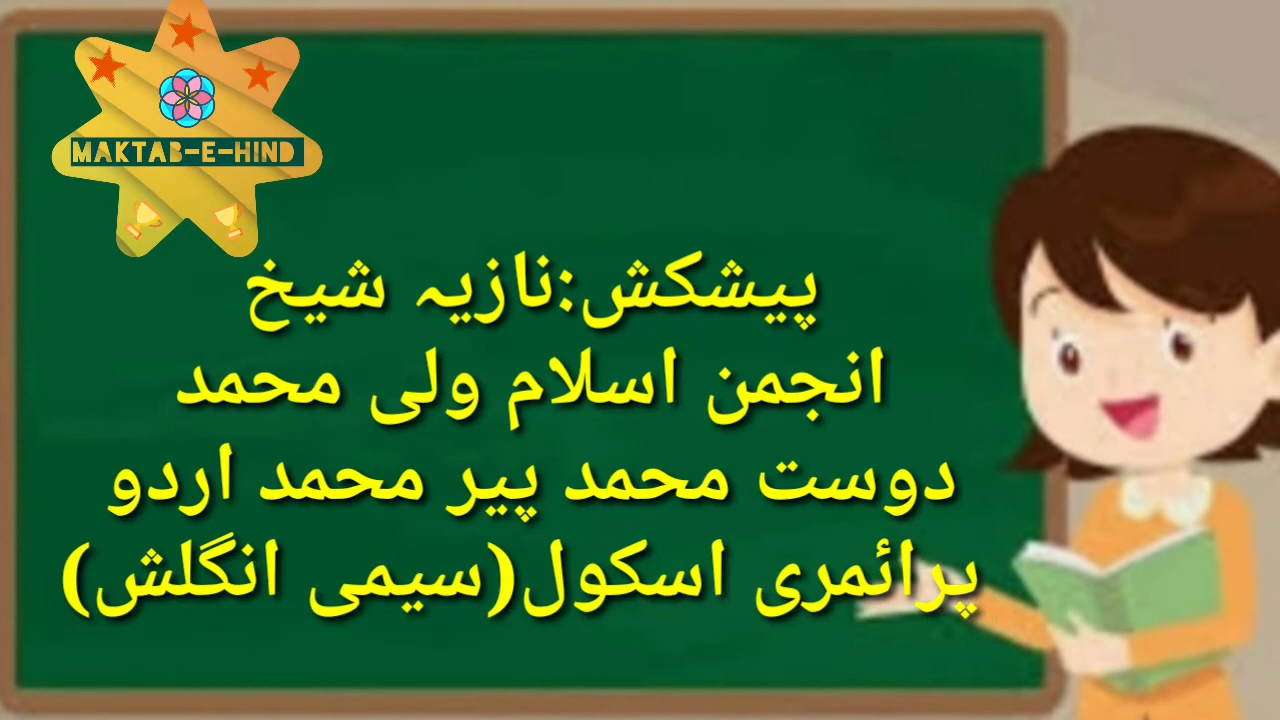 MAKTAB-E-HIND
پیشکش:نازیہ شیخ
انجمن اسلام ولی محمد
دوست محمد پیر محمد اردو
پرائمری اسکول(سیمی انگلش)